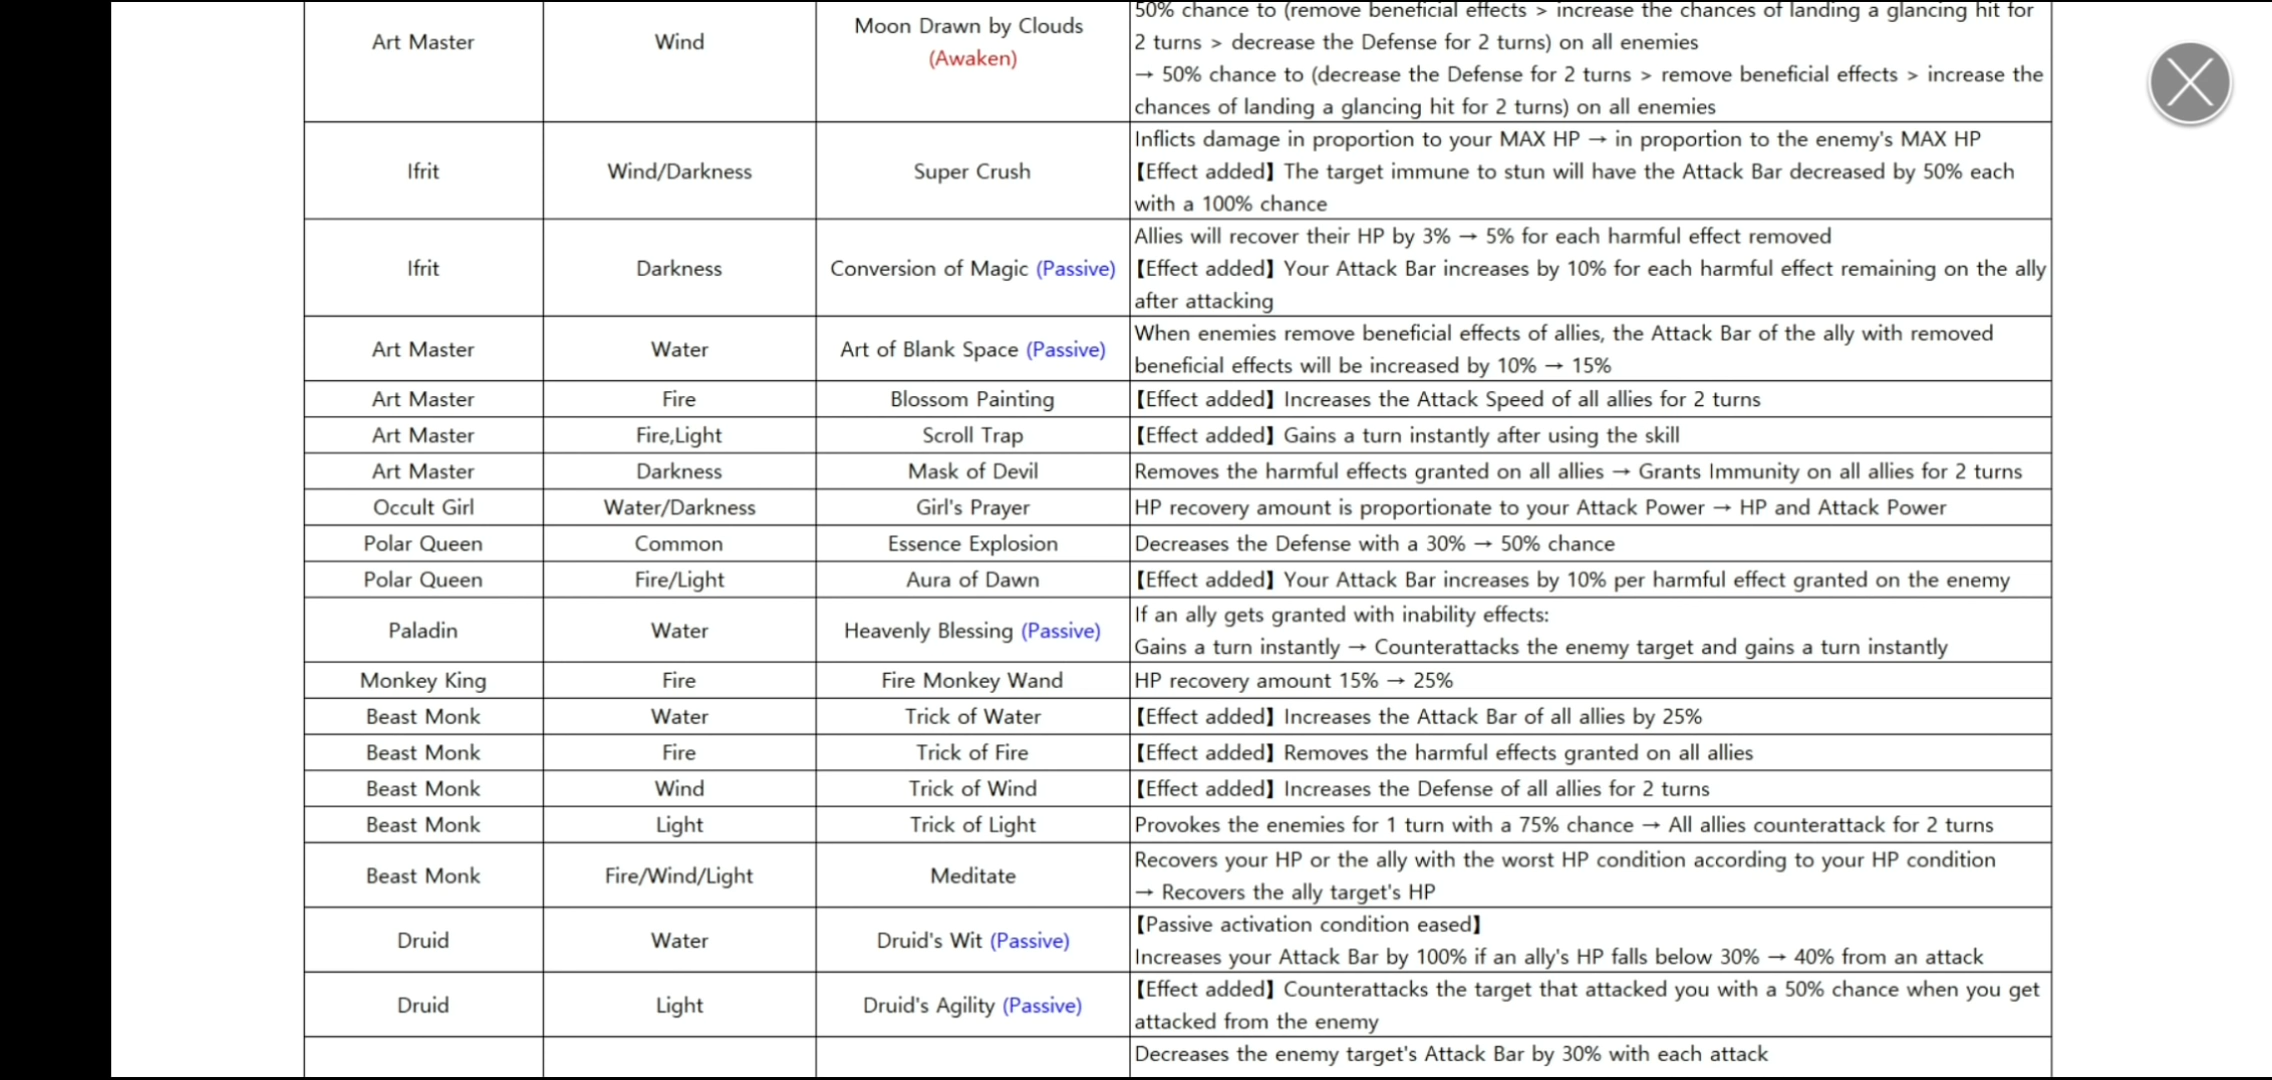 50% chance to (remove beneficial effects > increase the chances of landing a glancing hit for
Art Master Wind Moon Drawn by Clouds 2 turns > decrease the Defense for 2 turns) on all enemies
(Awaken) → 50% chance to (decrease the Defense for 2 turns > remove beneficial effects > increase the
chances of landing a glancing hit for 2 turns) on all enemies
Inflicts damage in proportion to your MAX HP → in proportion to the enemy's MAX HP
Ifrit Wind/Darkness Super Crush 【Effect added】 The target immune to stun will have the Attack Bar decreased by 50% each
with a 100% chance
Allies will recover their HP by 3% → 5% for each harmful effect removed
Ifrit Darkness Conversion of Magic (Passive) 【Effect added】 Your Attack Bar increases by 10% for each harmful effect remaining on the ally
after attacking
Art Master Water Art of Blank Space (Passive) When enemies remove beneficial effects of allies, the Attack Bar of the ally with removed
beneficial effects will be increased by 10% → 15%
Art Master Fire Blossom Painting 【Effect added】 Increases the Attack Speed of all allies for 2 turns
Art Master Fire,Light Scroll Trap 【Effect added】 Gains a turn instantly after using the skill
Art Master Darkness Mask of Devil Removes the harmful effects granted on all allies → Grants Immunity on all allies for 2 turns
Occult Girl Water/Darkness Girl's Prayer HP recovery amount is proportionate to your Attack Power → HP and Attack Power
Polar Queen Common Essence Explosion Decreases the Defense with a 30% → 50% chance
Polar Queen Fire/Light Aura of Dawn 【Effect added】 Your Attack Bar increases by 10% per harmful effect granted on the enemy
Paladin Water Heavenly Blessing (Passive) If an ally gets granted with inability effects:
Gains a turn instantly → Counterattacks the enemy target and gains a turn instantly
Monkey King Fire Fire Monkey Wand HP recovery amount 15% → 25%
Beast Monk Water Trick of Water 【Effect added】 Increases the Attack Bar of all allies by 25%
Beast Monk Fire Trick of Fire 【Effect added】 Removes the harmful effects granted on all allies
Beast Monk Wind Trick of Wind 【Effect added】 Increases the Defense of all allies for 2 turns
Beast Monk Light Trick of Light Provokes the enemies for 1 turn with a 75% chance → All allies counterattack for 2 turns
Beast Monk Fire/Wind/Light Meditate Recovers your HP or the ally with the worst HP condition according to your HP condition
→ Recovers the ally target's HP
Druid Water Druid's Wit (Passive) 【Passive activation condition eased】
Increases your Attack Bar by 100% if an ally's HP falls below 30% → 40% from an attack
Druid Light Druid's Agility (Passive) 【Effect added】 Counterattacks the target that attacked you with a 50% chance when you get
attacked from the enemy
Decreases the enemy target's Attack Bar by 30% with each attack